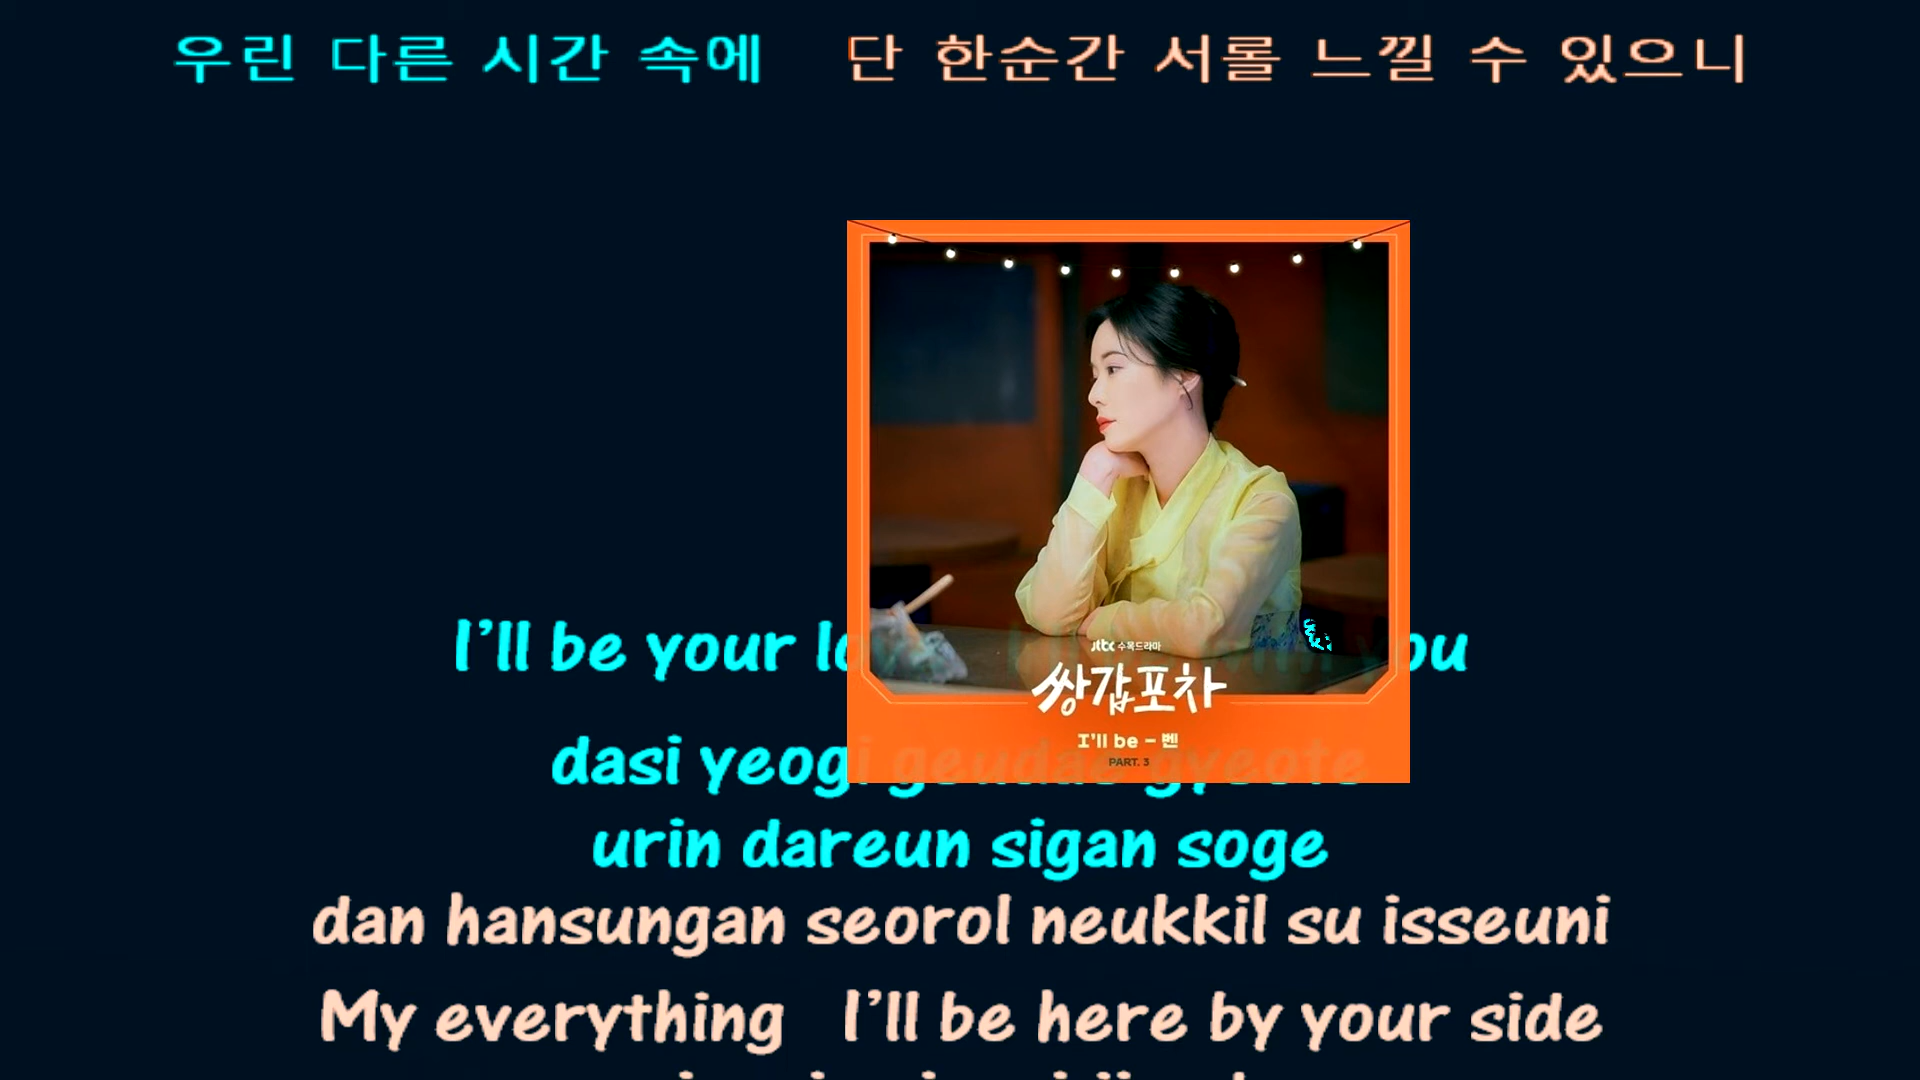 우린 다른 시간 속에 단 한순간 서롤 느낄 수 있으니
I'll be your
jtbc 수목드라마
쌍갑포차
I'll be - 벤
PART. 3
dasi yeogi geudae gyeote
urin dareun sigan soge
dan hansungan seorol neukkil su isseuni
My everything I'll be here by your side